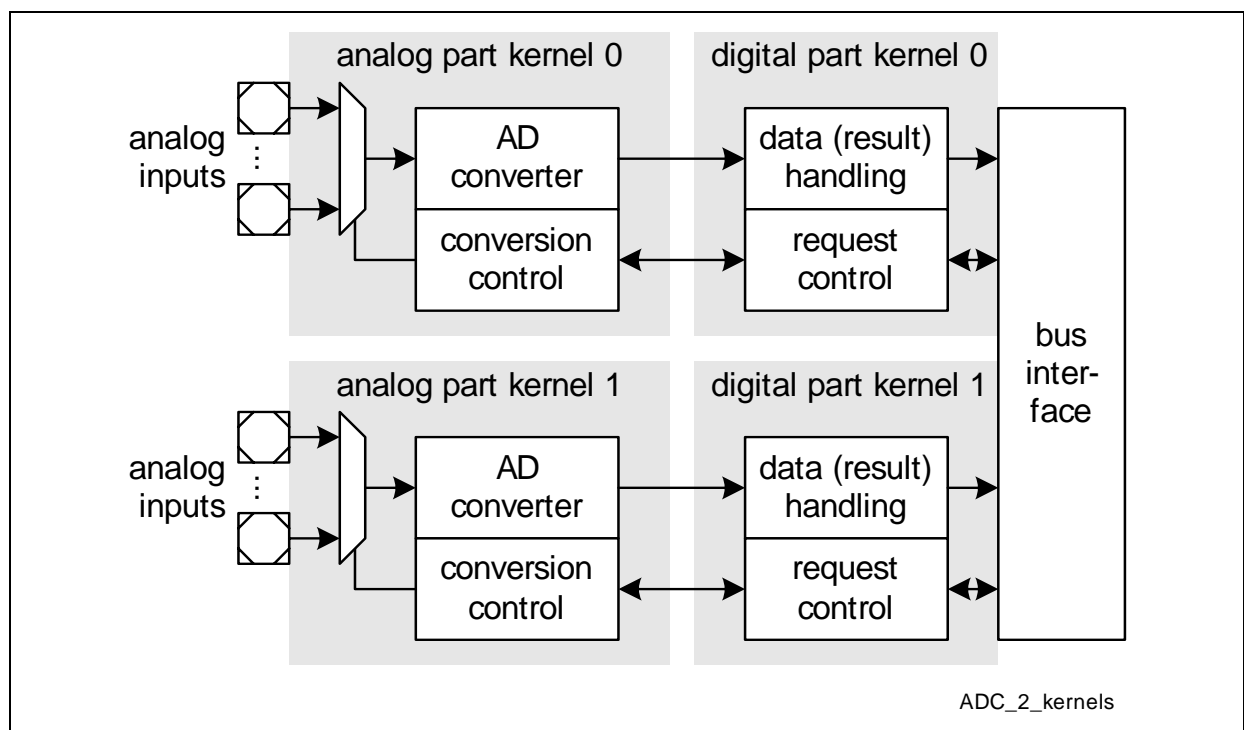 analog part kernel 0
digital part kernel 0
analog
inputs
AD
converter
conversion
control
data (result)
handling
request
control
bus
inter-
face
analog part kernel 1
digital part kernel 1
analog
inputs
AD
converter
conversion
control
data (result)
handling
request
control
ADC_2_kernels